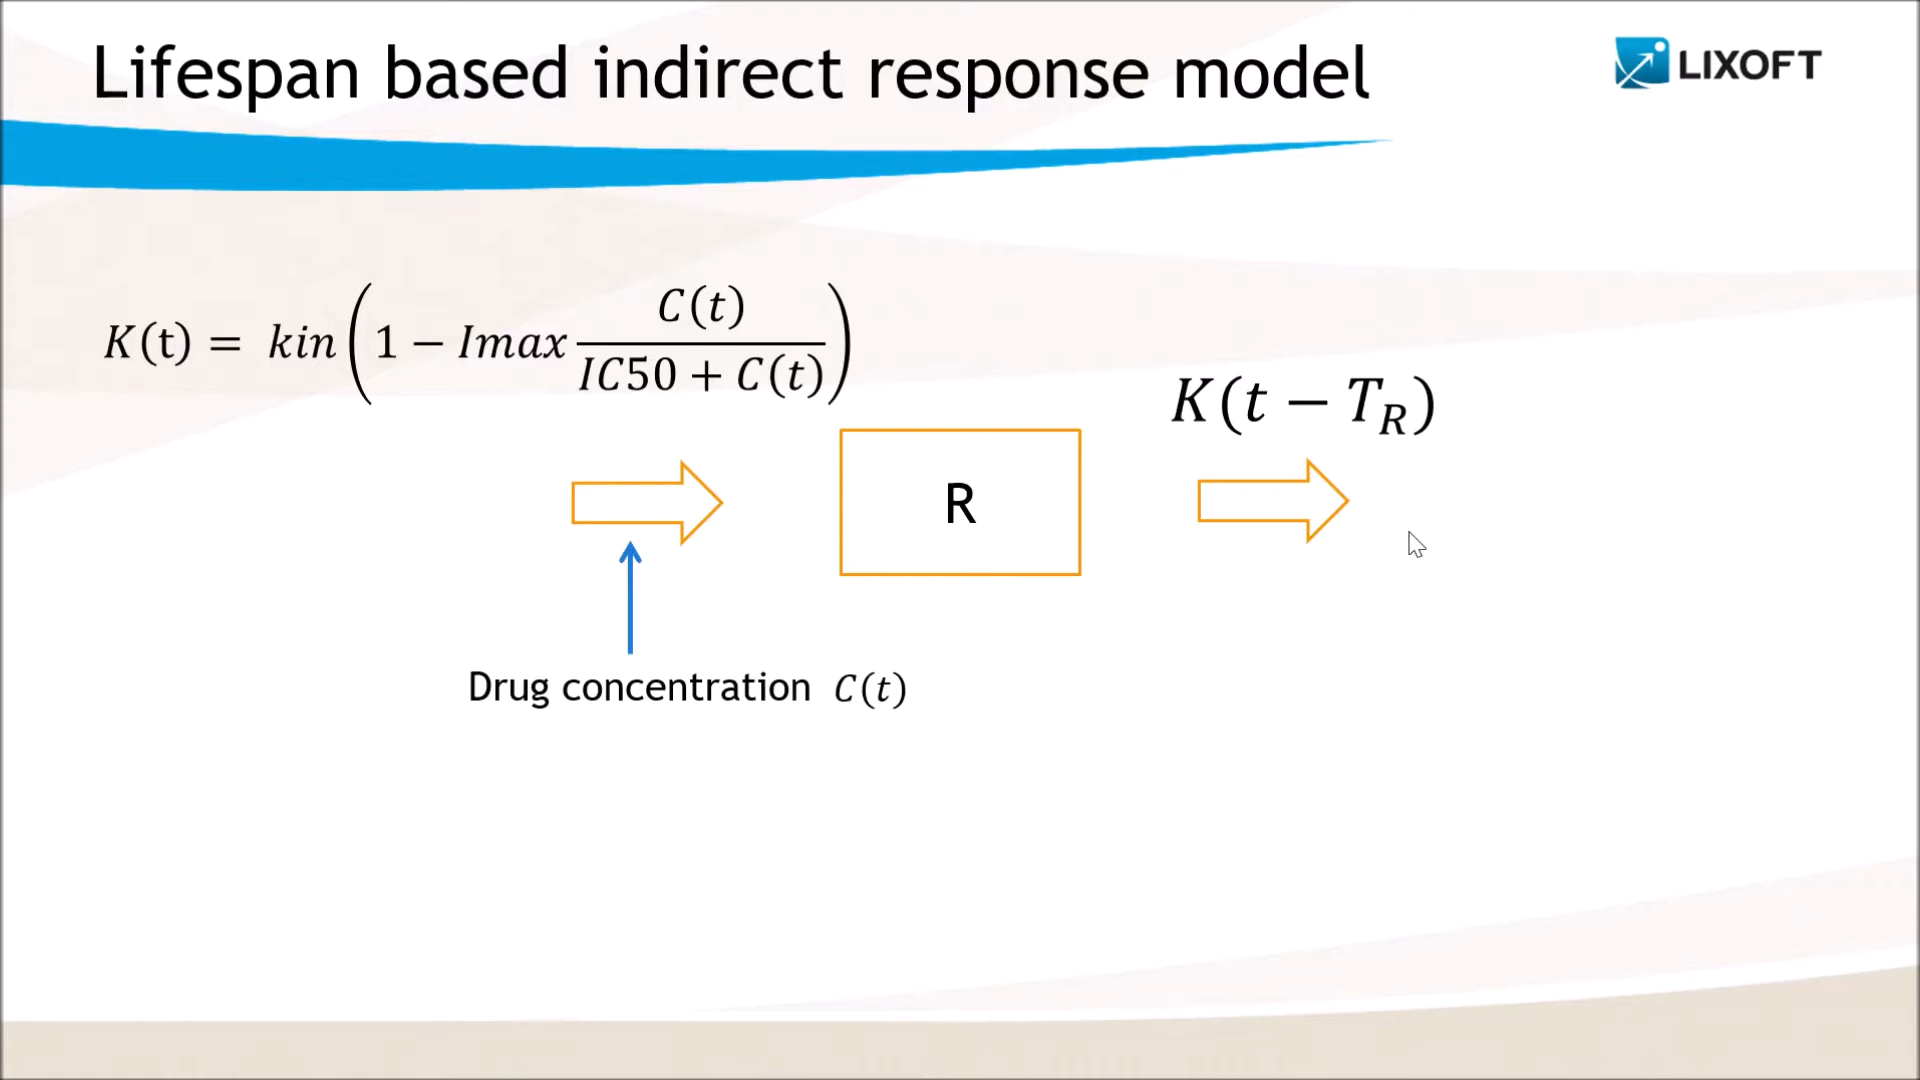 Lifespan based indirect response model
LIXOFT
K(t) = kin(1 − Imax C(t)/(IC50 + C(t)))
K(t − T_R)
R
Drug concentration C(t)